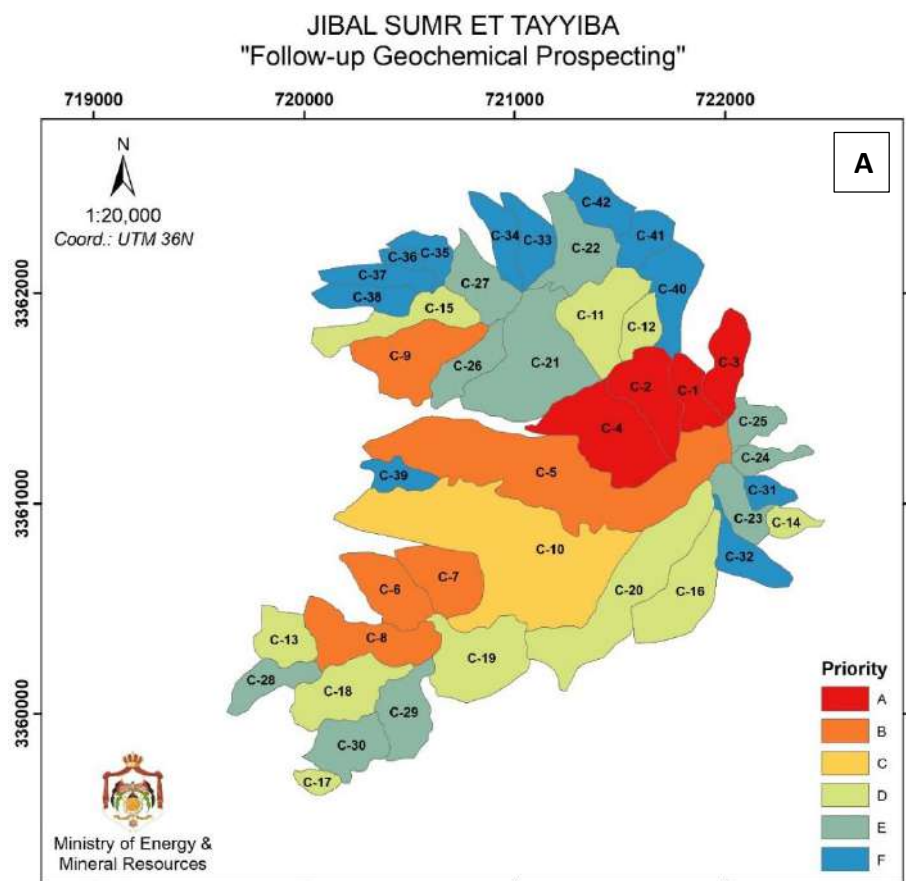 JIBAL SUMR ET TAYYIBA
"Follow-up Geochemical Prospecting"
719000 720000 721000 722000
A
N
1:20,000
Coord.: UTM 36N
3362000
3361000
3360000
C-42
C-34
C-33
C-41
C-22
C-36
C-35
C-37
C-27
C-40
C-38
C-15
C-11
C-12
C-9
C-26
C-21
C-2
C-1
C-3
C-4
C-25
C-5
C-24
C-39
C-31
C-23
C-14
C-10
C-32
C-6
C-7
C-20
C-16
C-13
C-8
C-19
C-28
C-18
C-29
C-30
C-17
Priority
A
B
C
D
E
F
Ministry of Energy &
Mineral Resources